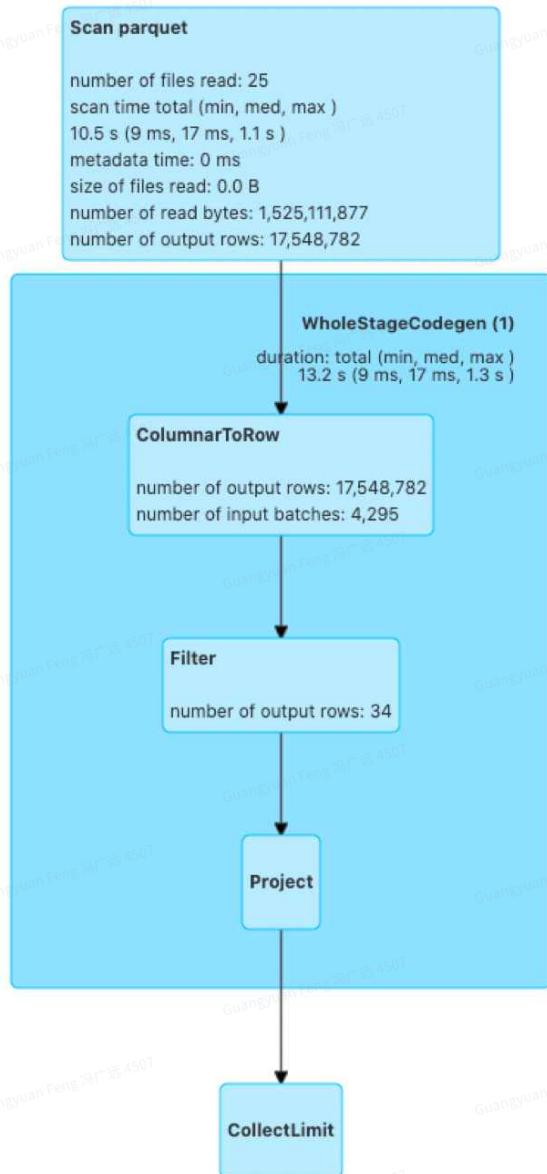 Scan parquet
number of files read: 25
scan time total (min, med, max )
10.5 s (9 ms, 17 ms, 1.1 s )
metadata time: 0 ms
size of files read: 0.0 B
number of read bytes: 1,525,111,877
number of output rows: 17,548,782
WholeStageCodegen (1)
duration: total (min, med, max )
13.2 s (9 ms, 17 ms, 1.3 s )
ColumnarToRow
number of output rows: 17,548,782
number of input batches: 4,295
Filter
number of output rows: 34
Project
CollectLimit